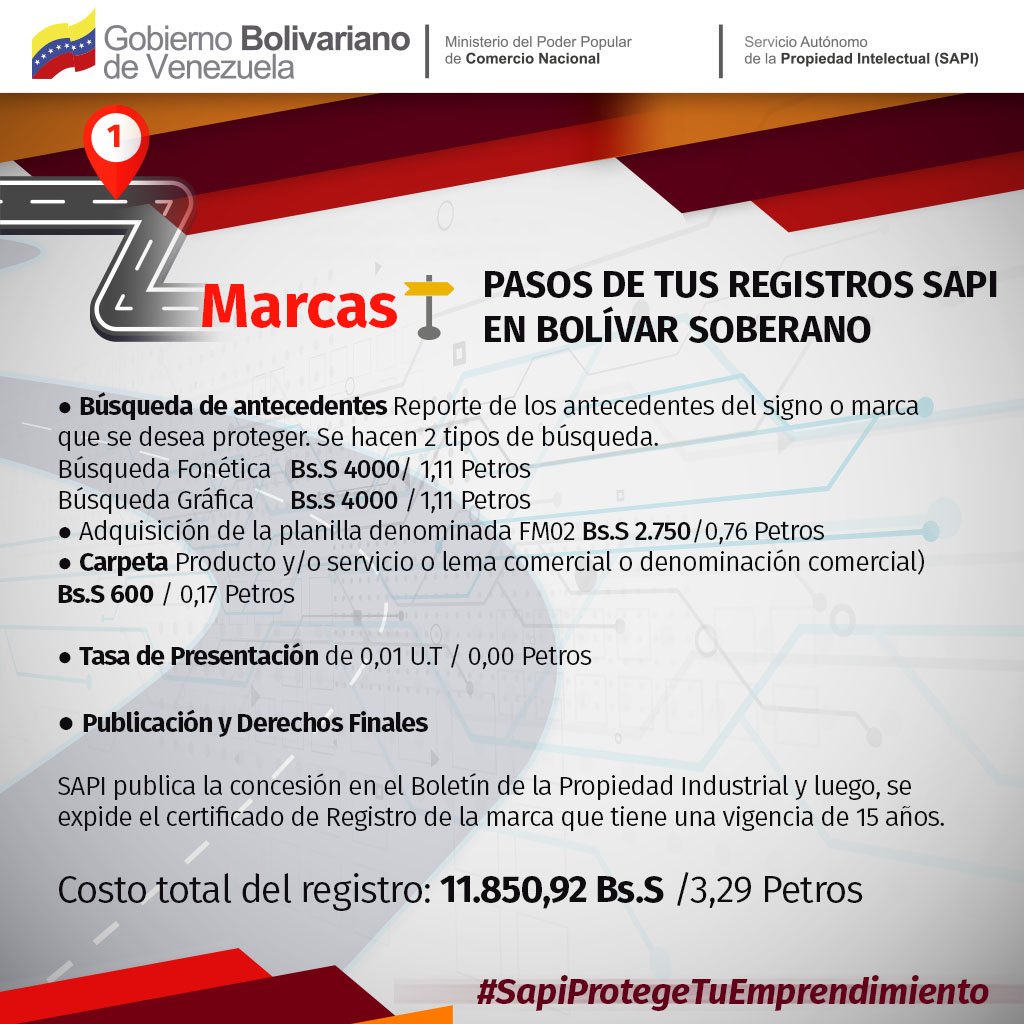 Gobierno Bolivariano
de Venezuela
Ministerio del Poder Popular
de Comercio Nacional
Servicio Autónomo
de la Propiedad Intelectual (SAPI)
1
Marcas
PASOS DE TUS REGISTROS SAPI
EN BOLÍVAR SOBERANO
● Búsqueda de antecedentes Reporte de los antecedentes del signo o marca
que se desea proteger. Se hacen 2 tipos de búsqueda.
Búsqueda Fonética Bs.S 4000/ 1,11 Petros
Búsqueda Gráfica Bs.s 4000 /1,11 Petros
● Adquisición de la planilla denominada FM02 Bs.S 2.750/0,76 Petros
● Carpeta Producto y/o servicio o lema comercial o denominación comercial)
Bs.S 600 / 0,17 Petros
● Tasa de Presentación de 0,01 U.T / 0,00 Petros
● Publicación y Derechos Finales
SAPI publica la concesión en el Boletín de la Propiedad Industrial y luego, se
expide el certificado de Registro de la marca que tiene una vigencia de 15 años.
Costo total del registro: 11.850,92 Bs.S /3,29 Petros
#SapiProtegeTuEmprendimiento